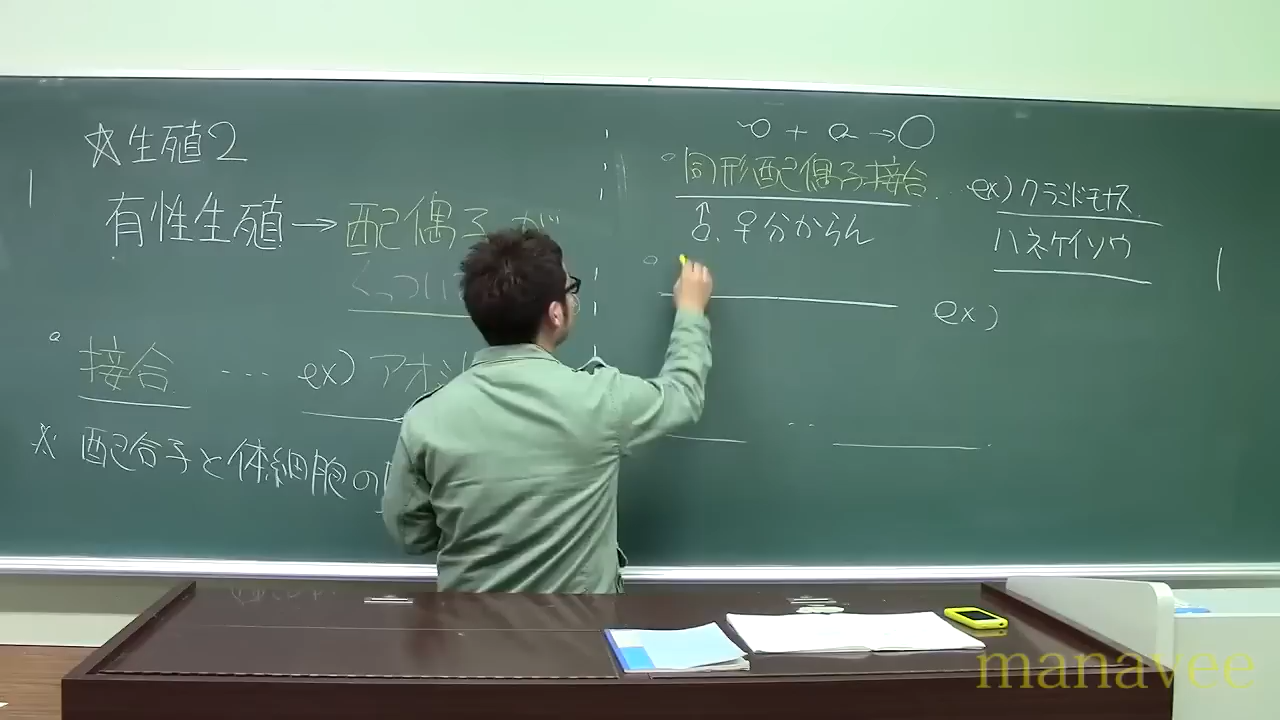 ☆生殖2
有性生殖→配偶子が
くっつい
接合 … ex) アオミ
※ 配合子と体細胞の
+ → ○
同形配偶子接合
↑
♂.♀分からん
ex) クラミドモナス
ハネケイソウ
ex)
manavee